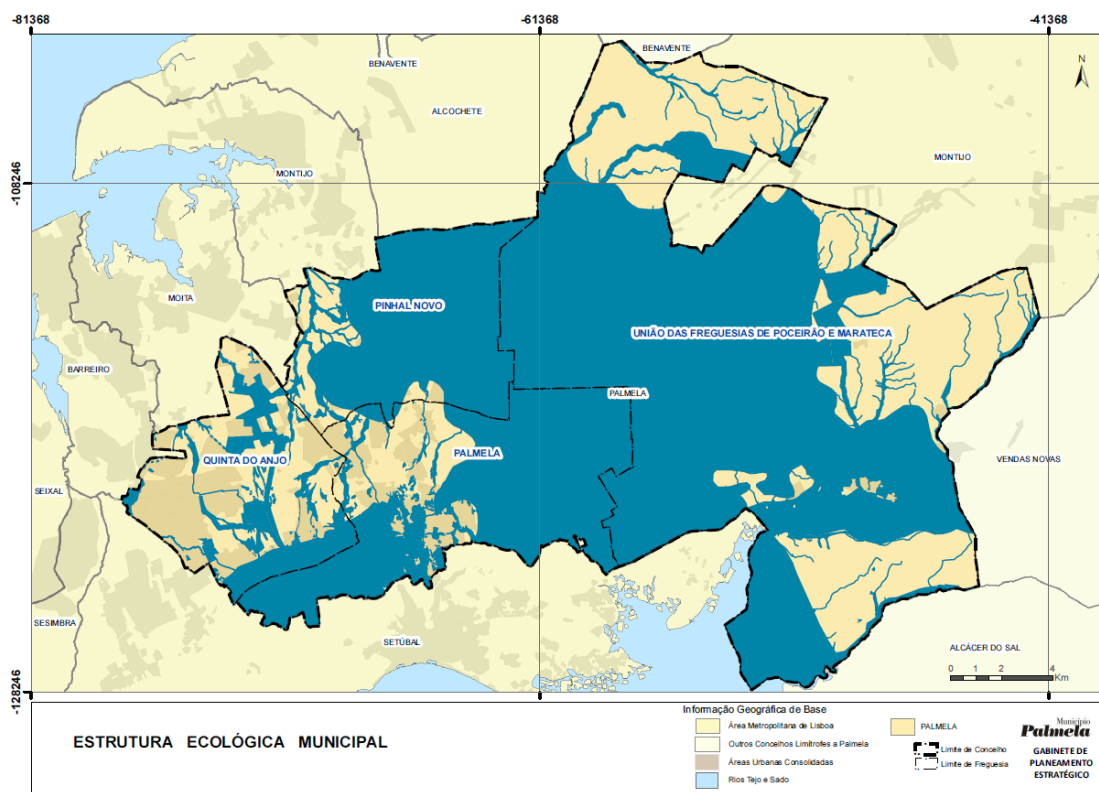 -81368
-61368
-41368
BENAVENTE
BENAVENTE
N
ALCOCHETE
-108246
MONTIJO
MONTIJO
MOITA
PINHAL NOVO
UNIÃO DAS FREGUESIAS DE POCEIRÃO E MARATECA
BARREIRO
PALMELA
QUINTA DO ANJO
PALMELA
VENDAS NOVAS
SEIXAL
SESIMBRA
SETÚBAL
ALCÁCER DO SAL
0 1 2 4
Km
-128246
ESTRUTURA ECOLÓGICA MUNICIPAL
Informação Geográfica de Base
Área Metropolitana de Lisboa
Outros Concelhos Limítrofes a Palmela
Áreas Urbanas Consolidadas
Rios Tejo e Sado
PALMELA
Limite de Concelho
Limite de Freguesia
Município
Palmela
GABINETE DE
PLANEAMENTO
ESTRATÉGICO